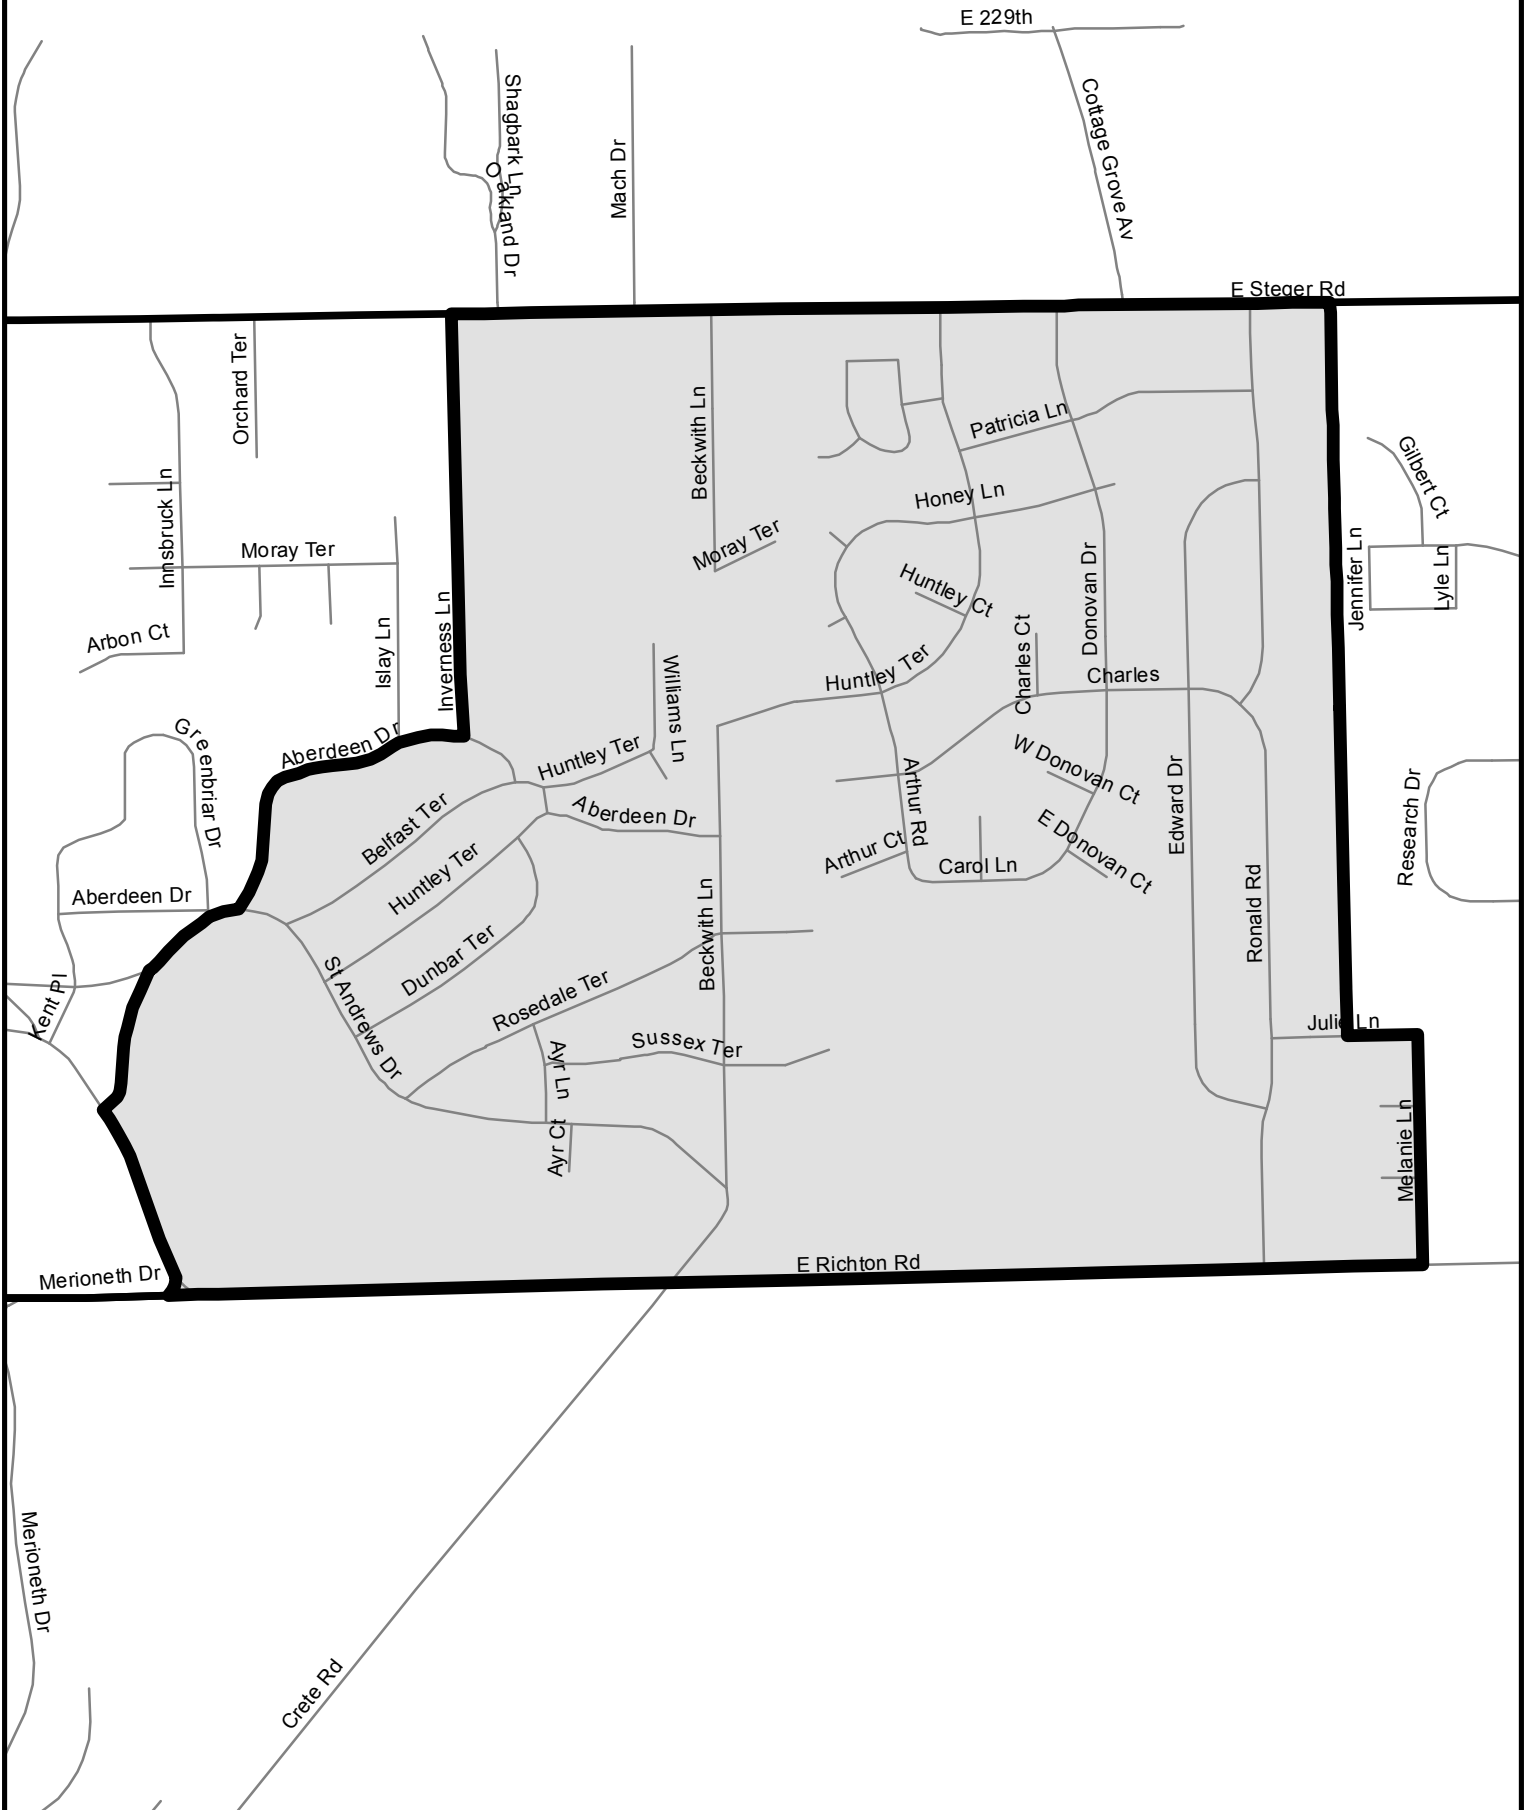 E 229th
Shagbark Ln
Oakland Dr
Mach Dr
Cottage Grove Av
E Steger Rd
Orchard Ter
Beckwith Ln
Patricia Ln
Gilbert Ct
Innsbruck Ln
Honey Ln
Moray Ter
Moray Ter
Jennifer Ln
Lyle Ln
Huntley Ct
Donovan Dr
Arbon Ct
Islay Ln
Inverness Ln
Charles Ct
Huntley Ter
Charles
Williams Ln
Greenbriar Dr
Aberdeen Dr
Huntley Ter
W Donovan Ct
Arthur Rd
Edward Dr
Research Dr
Belfast Ter
Aberdeen Dr
E Donovan Ct
Arthur Ct
Carol Ln
Huntley Ter
Aberdeen Dr
Beckwith Ln
Ronald Rd
Dunbar Ter
St Andrews Dr
Rosedale Ter
Kent Pl
Julie Ln
Sussex Ter
Ayr Ln
Ayr Ct
Melanie Ln
E Richton Rd
Merioneth Dr
Merioneth Dr
Crete Rd